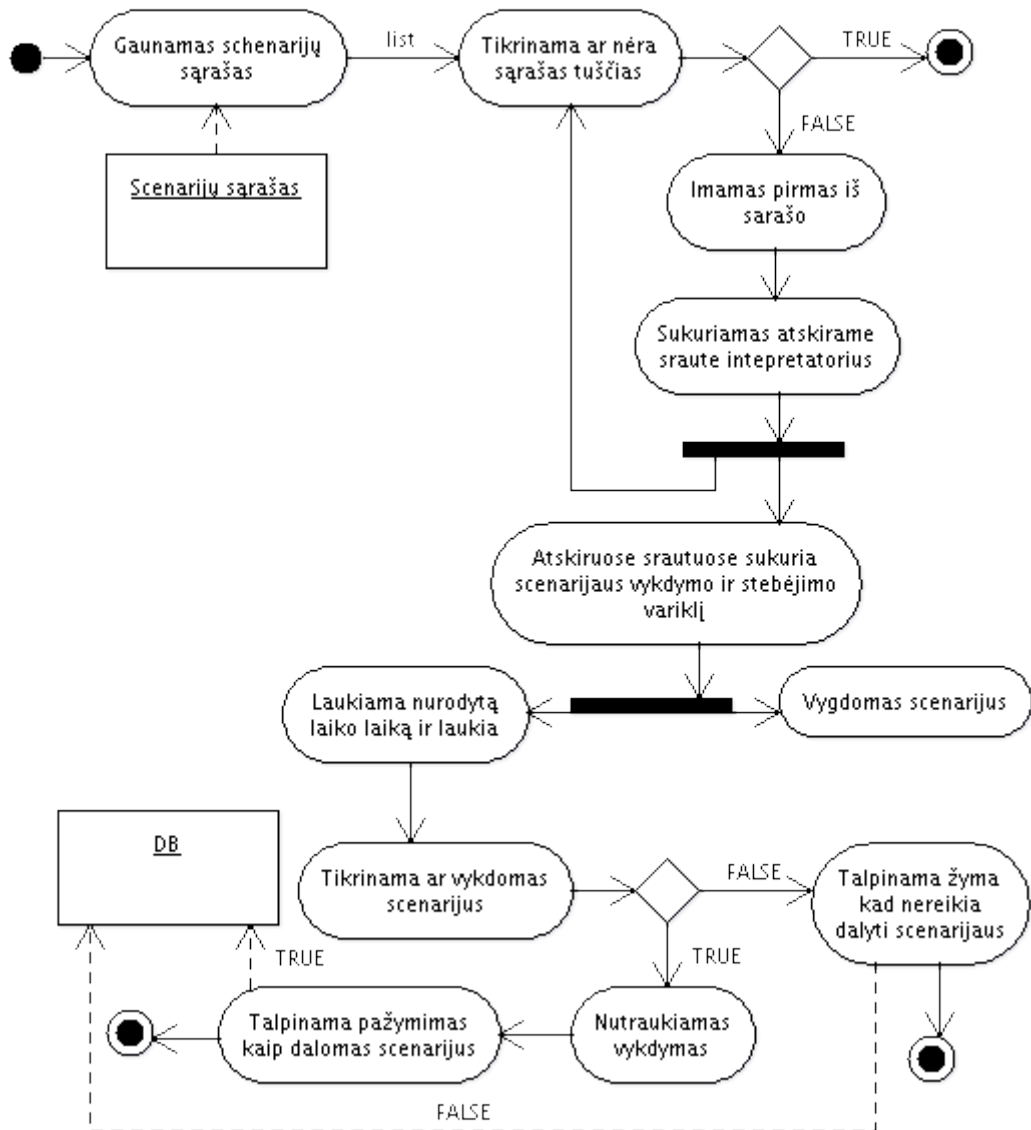 Gaunamas schenarijų
sąrašas
list
Tikrinama ar nėra
sąrašas tuščias
TRUE
FALSE
Scenarijų sąrašas
Imamas pirmas iš
sarašo
Sukuriamas atskirame
sraute intepretatorius
Atskiruose srautuose sukuria
scenarijaus vykdymo ir stebėjimo
variklį
Laukiama nurodytą
laiko laiką ir laukia
Vygdomas scenarijus
DB
Tikrinama ar vykdomas
scenarijus
FALSE
Talpinama žyma
kad nereikia
dalyti scenarijaus
TRUE
TRUE
Talpinama pažymimas
kaip dalomas scenarijus
Nutraukiamas
vykdymas
FALSE